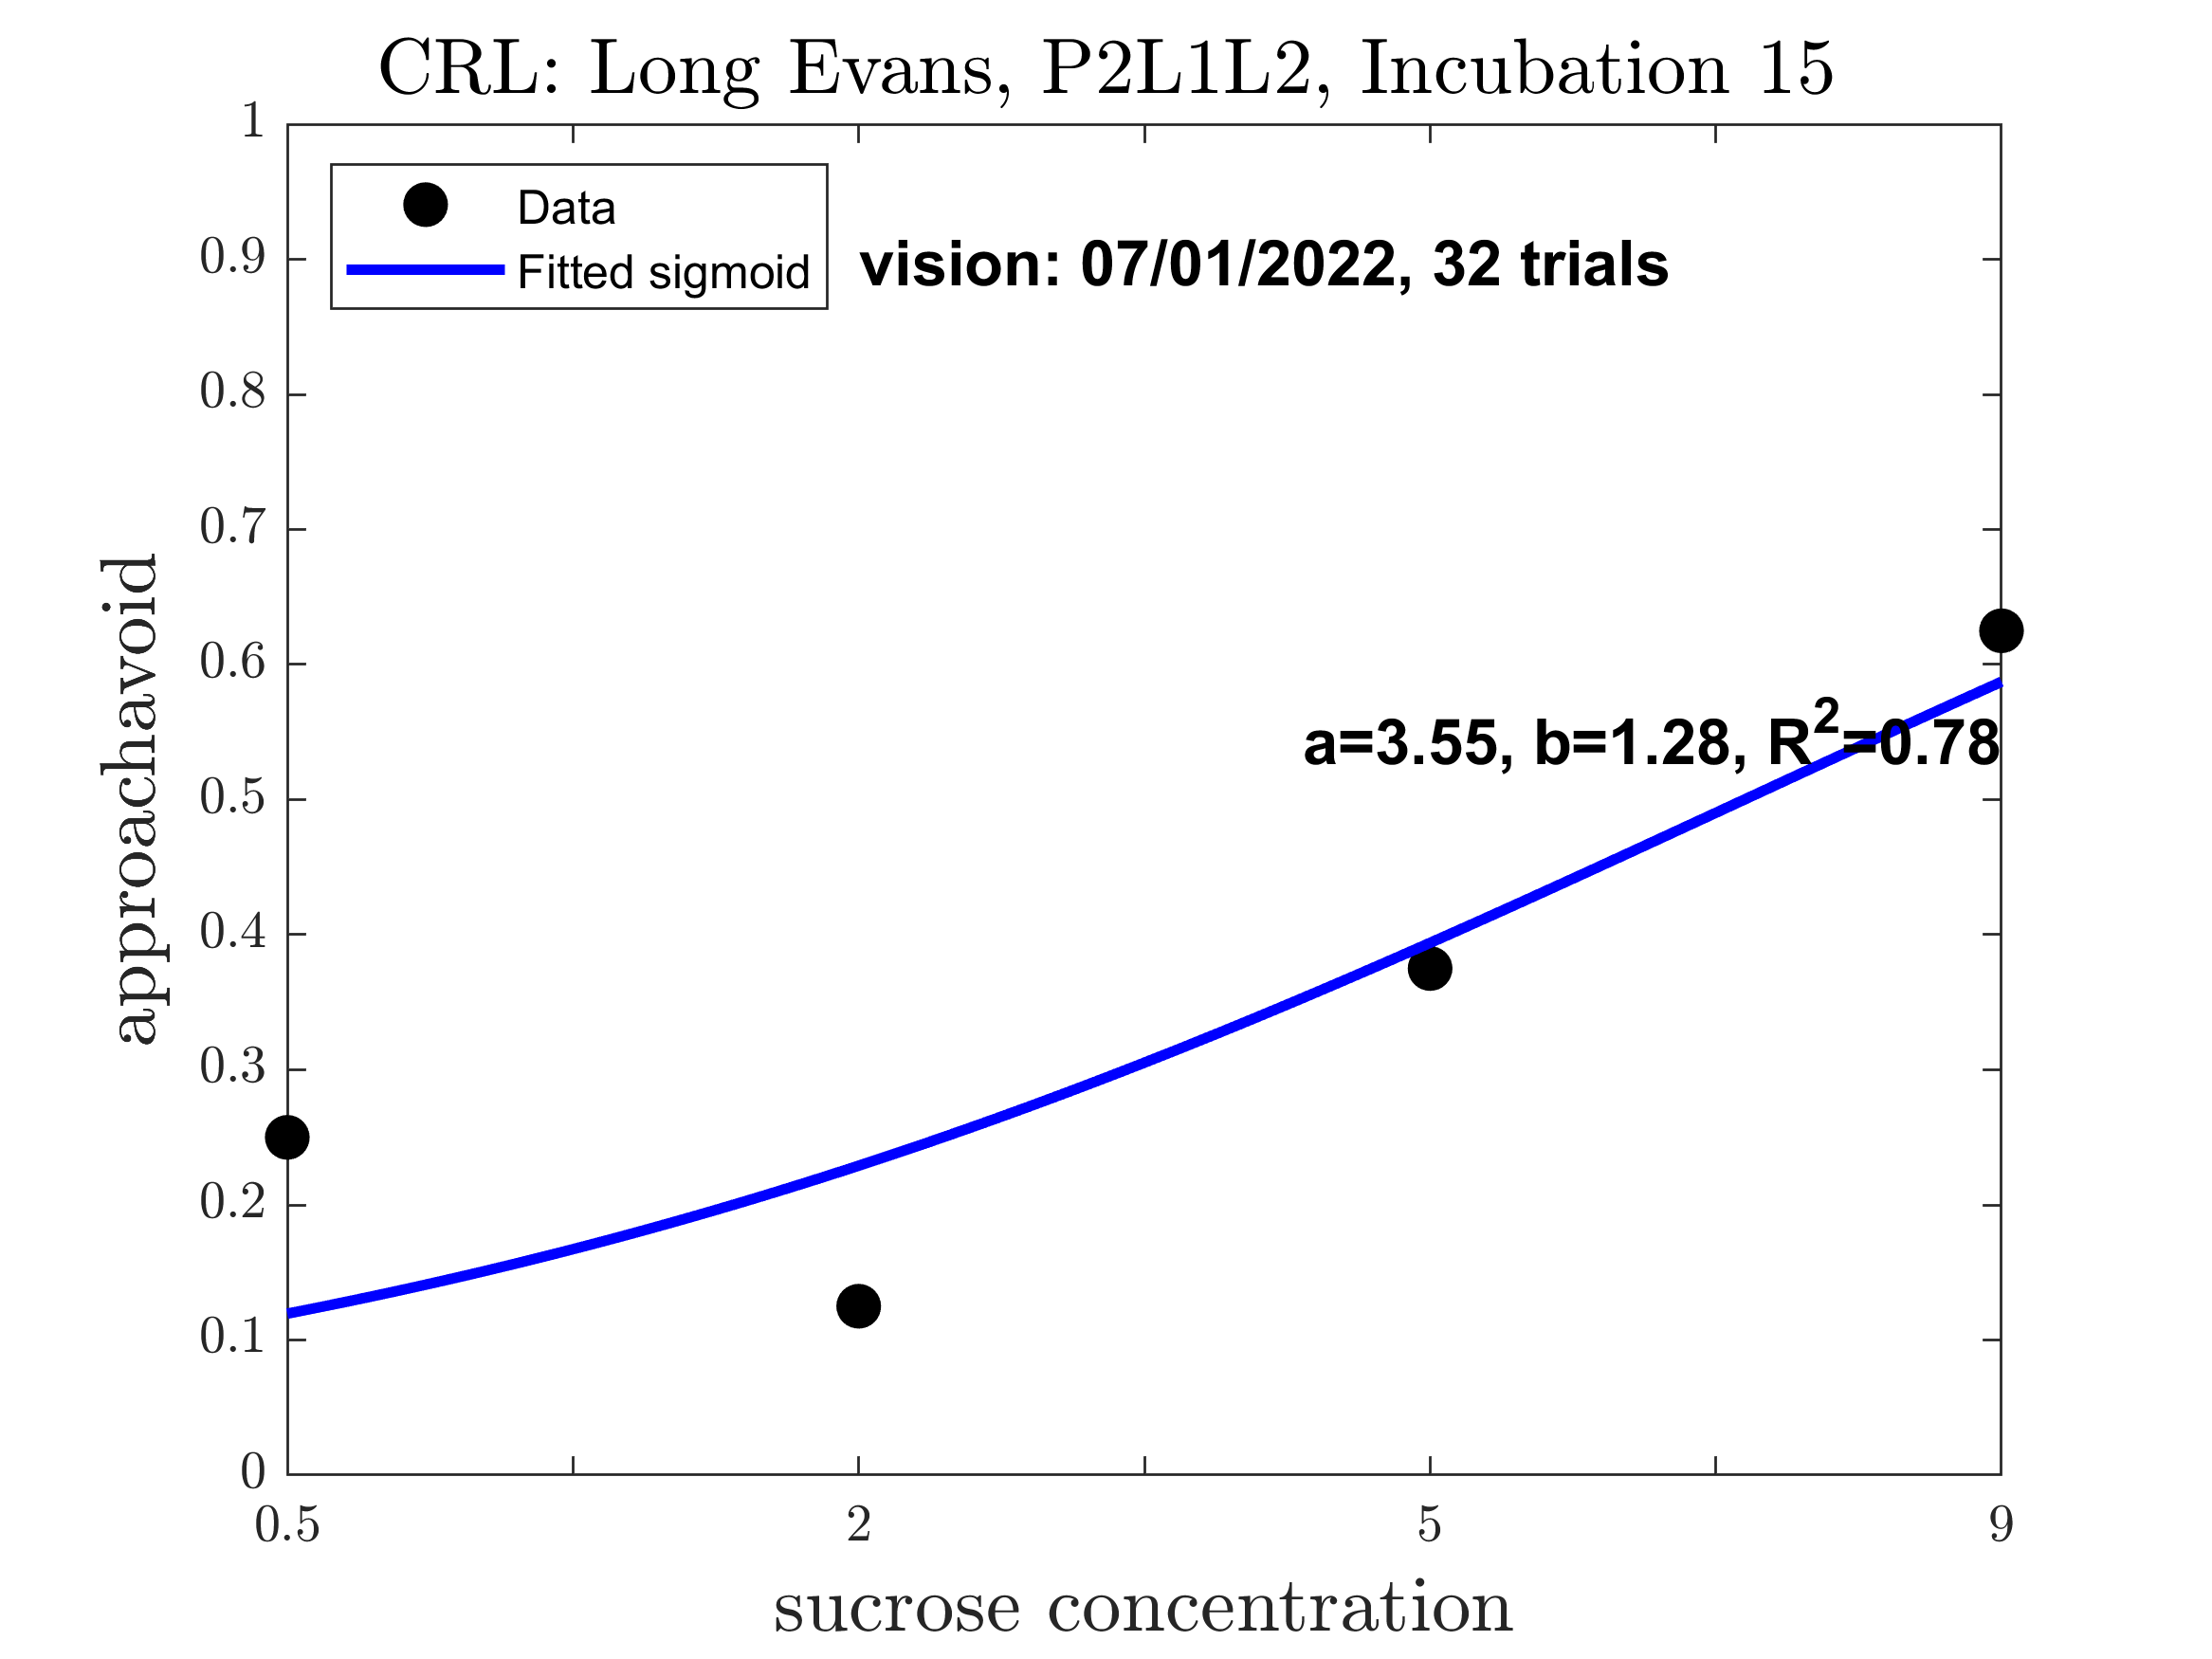 CRL: Long Evans, P2L1L2, Incubation 15
1
Data
Fitted sigmoid
vision: 07/01/2022, 32 trials
0.9
0.8
0.7
0.6
a=3.55, b=1.28, R²=0.78
0.5
0.4
0.3
0.2
0.1
0
approachavoid
0.5 2 5 9
sucrose concentration